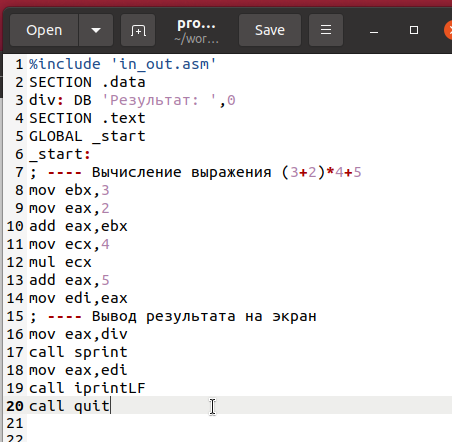 Open
pro...
~/wor...
Save
1 %include 'in_out.asm'
2 SECTION .data
3 div: DB 'Результат: ',0
4 SECTION .text
5 GLOBAL _start
6 _start:
7 ; ---- Вычисление выражения (3+2)*4+5
8 mov ebx,3
9 mov eax,2
10 add eax,ebx
11 mov ecx,4
12 mul ecx
13 add eax,5
14 mov edi,eax
15 ; ---- Вывод результата на экран
16 mov eax,div
17 call sprint
18 mov eax,edi
19 call iprintLF
20 call quit
21
22